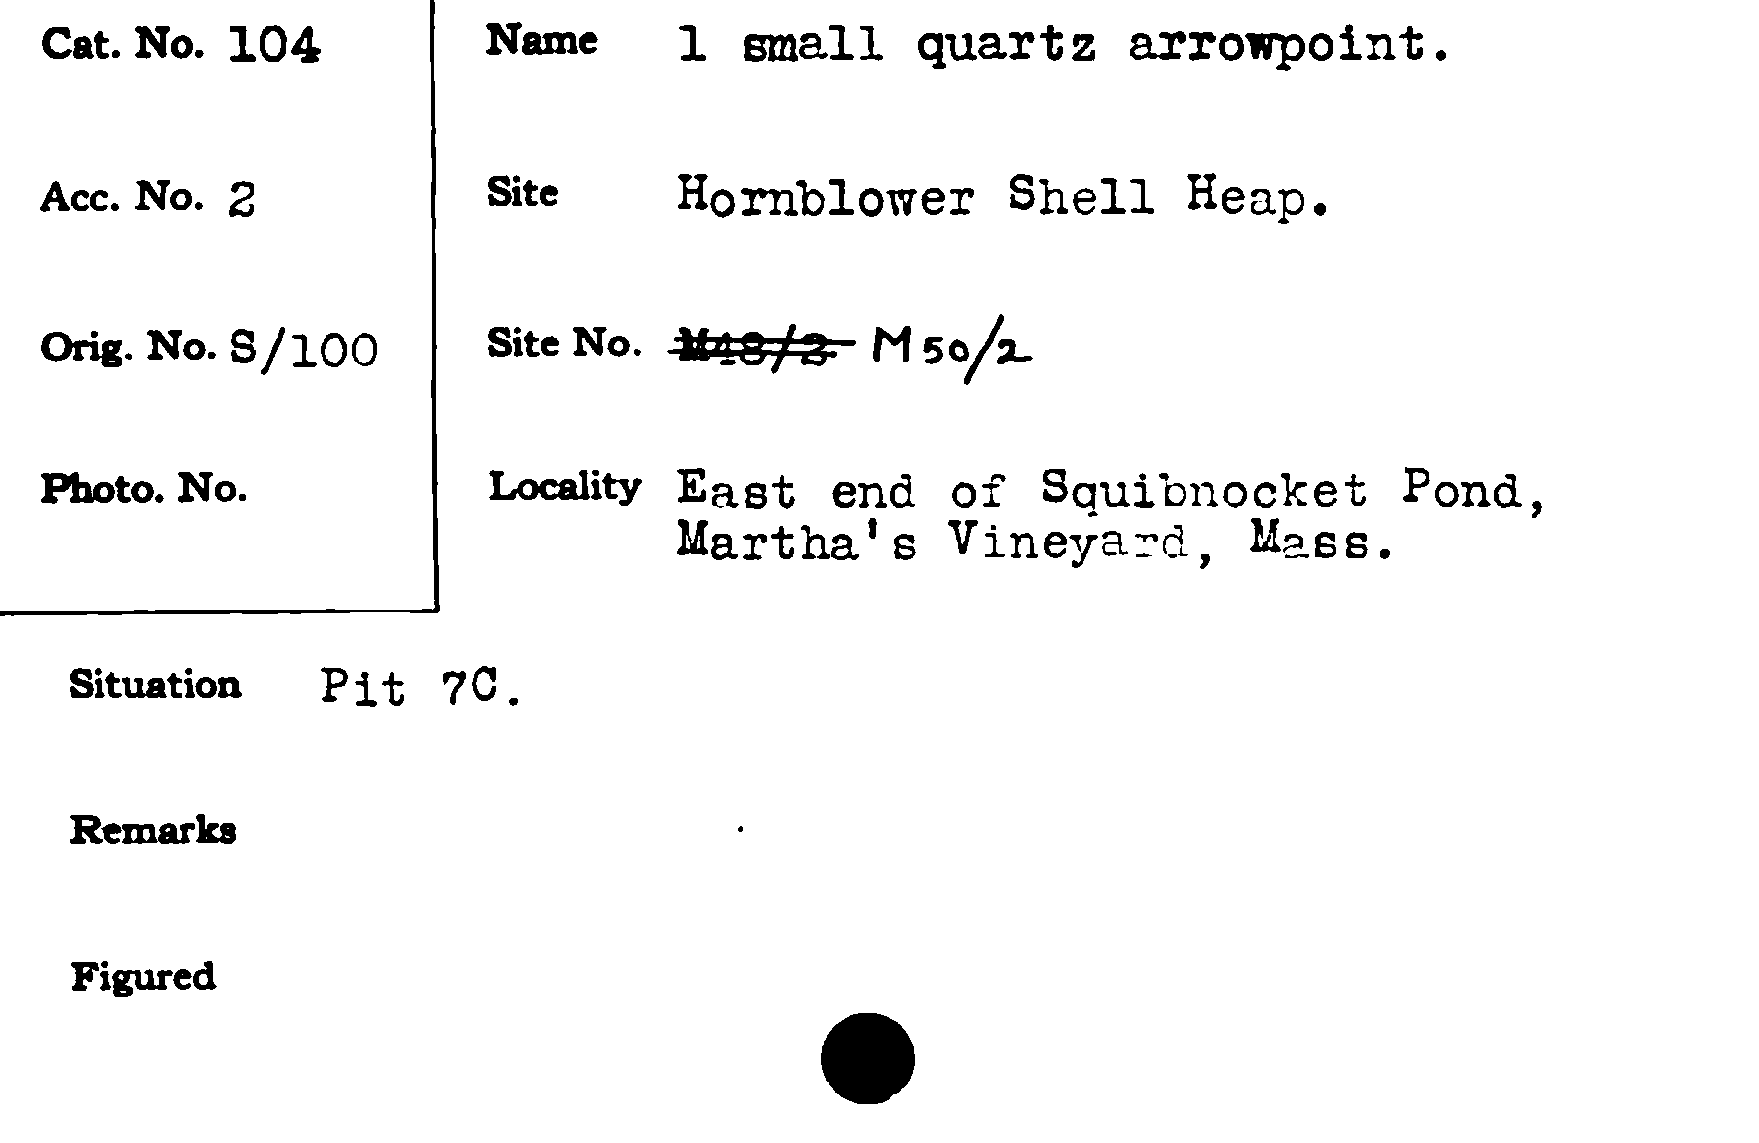 Cat. No. 104
Name 1 small quartz arrowpoint.
Acc. No. 2
Site Hornblower Shell Heap.
Orig. No. S/100
Site No. M48/2 M50/2
Photo. No.
Locality East end of Squibnocket Pond,
Martha's Vineyard, Mass.
Situation Pit 7C.
Remarks
Figured